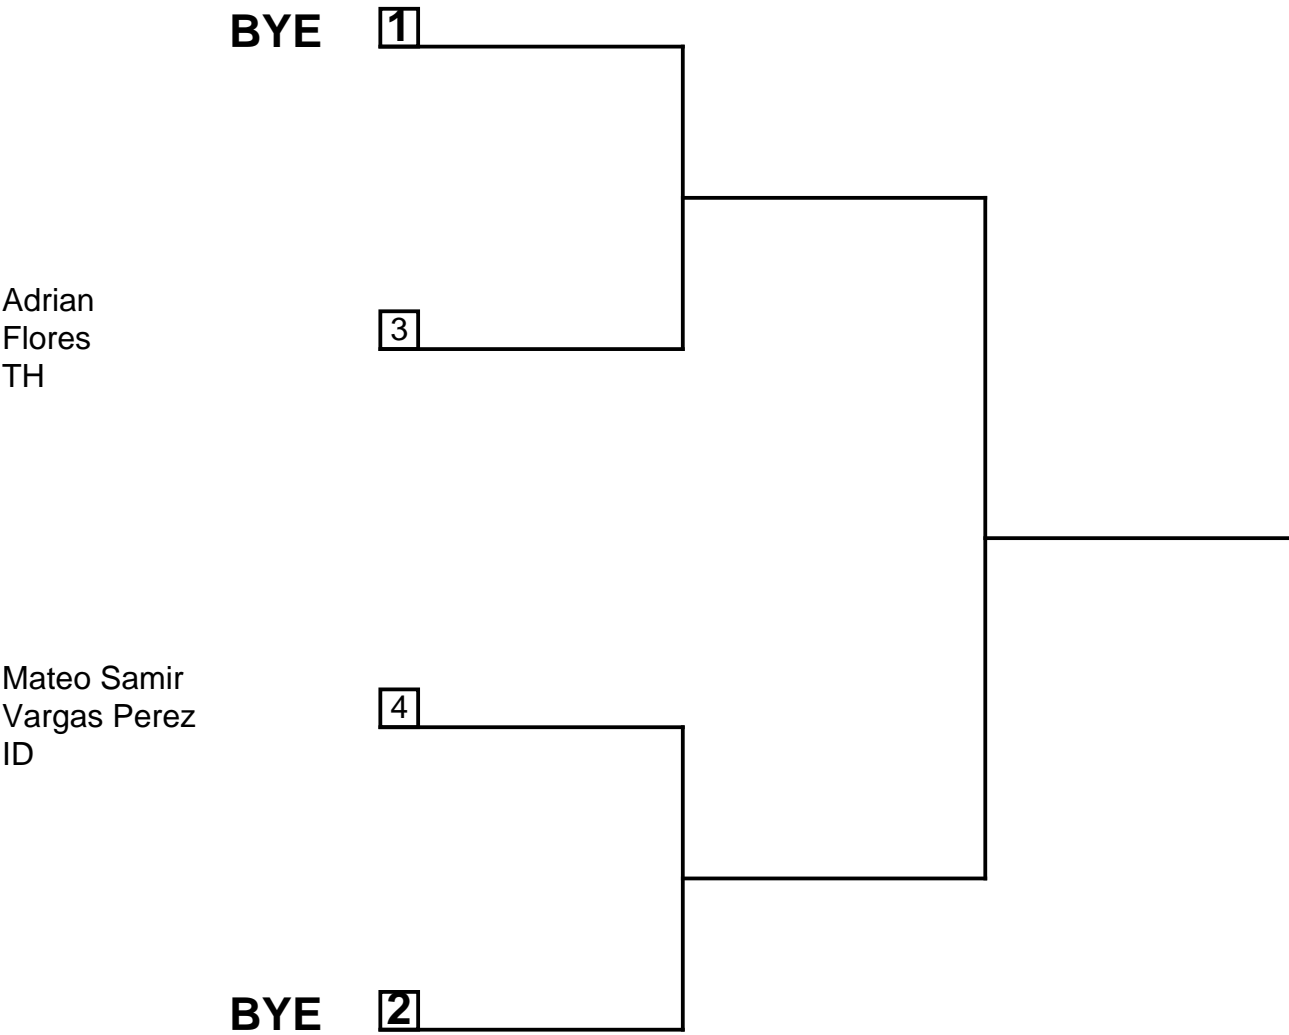 BYE 1
Adrian
Flores
TH
3
Mateo Samir
Vargas Perez
ID
4
BYE 2